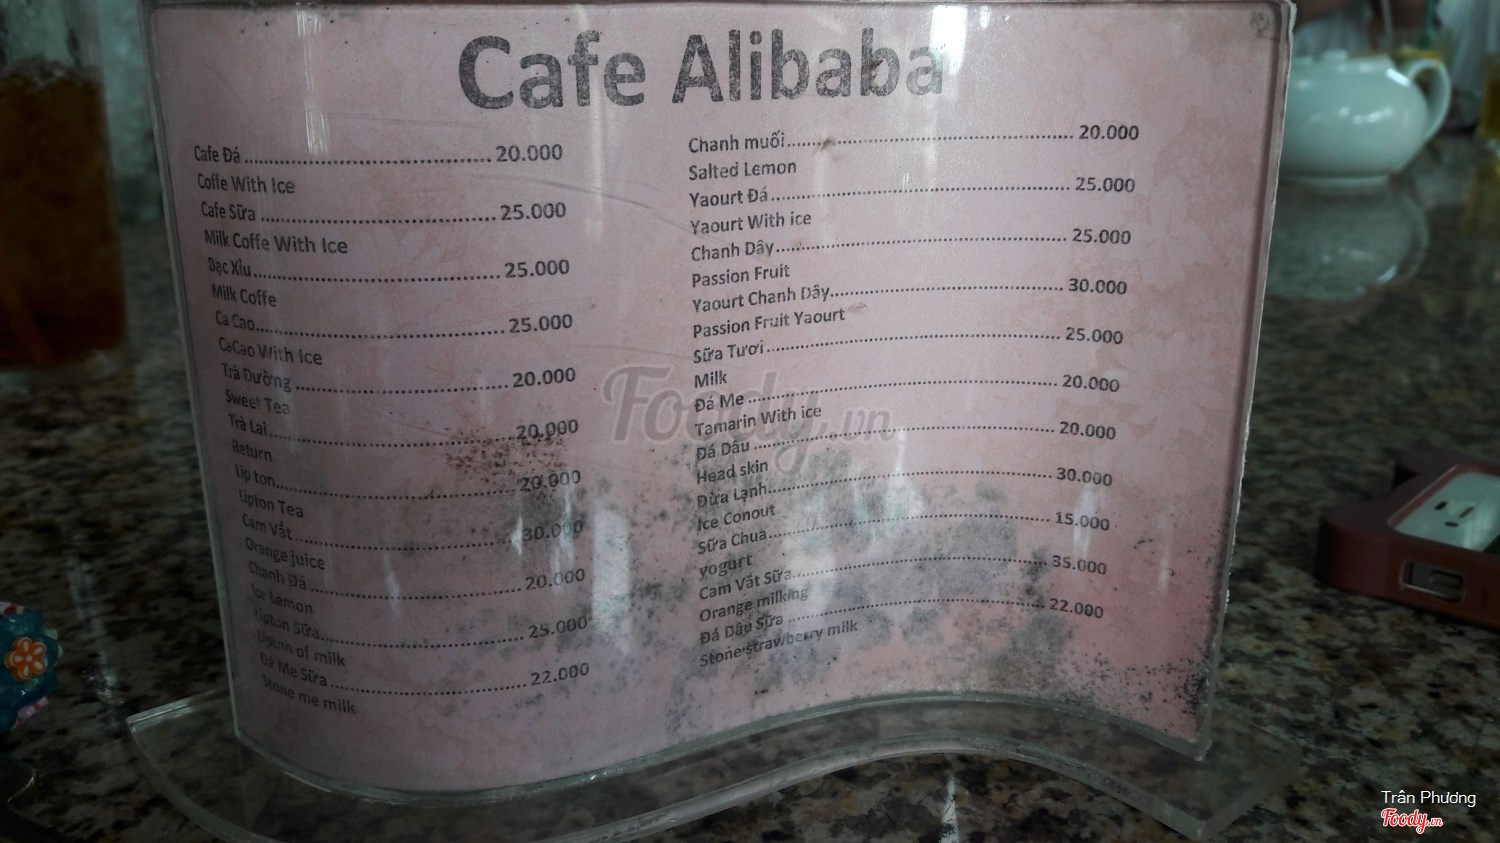 Cafe Alibaba
Cafe Đá ........ 20.000
Coffe With Ice
Cafe Sữa ........ 25.000
Milk Coffe With Ice
Bạc Xỉu ........ 25.000
Milk Coffe
Ca Cao ........ 25.000
CaCao With Ice
Trà Đường ........ 20.000
Sweet Tea
Trà Lai ........ 20.000
Return
Lip ton ........ 20.000
Lipton Tea
Cam Vắt ........ 30.000
Orange juice
Chanh Đá ........ 20.000
Ice Lemon
Lipton Sữa ........ 25.000
Lipton of milk
Đá Me Sữa ........ 22.000
Stone me milk
Chanh muối ........ 20.000
Salted Lemon
Yaourt Đá ........ 25.000
Yaourt With ice
Chanh Dây ........ 25.000
Passion Fruit
Yaourt Chanh Dây ........ 30.000
Passion Fruit Yaourt
Sữa Tươi ........ 25.000
Milk
Đá Me ........ 20.000
Tamarin With ice
Đá Dâu ........ 20.000
Head skin
Dừa Lạnh ........ 30.000
Ice Conout
Sữa Chua ........ 15.000
yogurt
Cam Vắt Sữa ........ 35.000
Orange milking
Đá Dâu Sữa ........ 22.000
Stone strawberry milk
Foody.vn
Trân Phương
Foody.vn